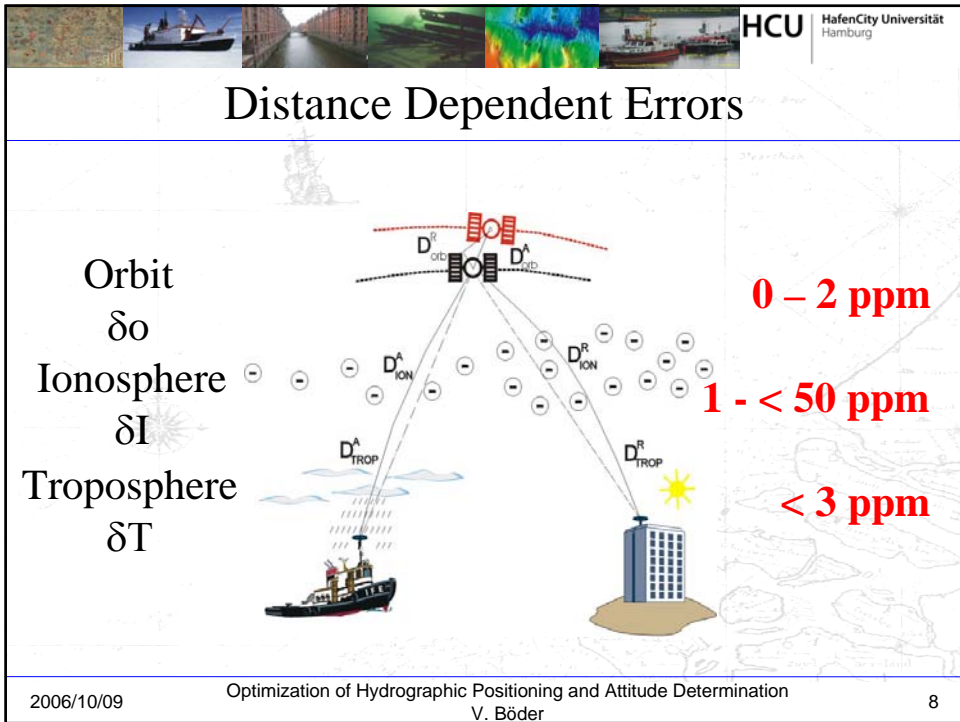 HCU
HafenCity Universität
Hamburg
Distance Dependent Errors
Orbit
δo
Ionosphere
δI
Troposphere
δT
D^R_orb
D^A_orb
D^A_ION
D^R_ION
D^A_TROP
D^R_TROP
IFE
0 – 2 ppm
1 - < 50 ppm
< 3 ppm
2006/10/09
Optimization of Hydrographic Positioning and Attitude Determination
V. Böder
8